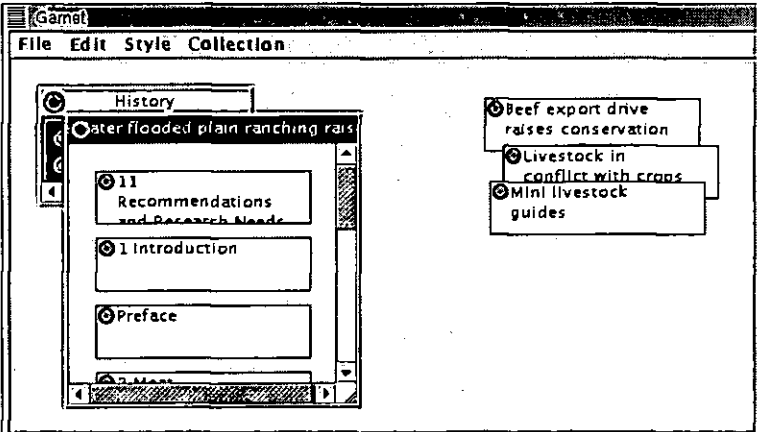 Garnet
File Edit Style Collection
History
ater flooded plain ranching rais
11
Recommendations
and Research Needs
1 Introduction
Preface
Beef export drive
raises conservation
Livestock in
conflict with crops
Mini livestock
guides